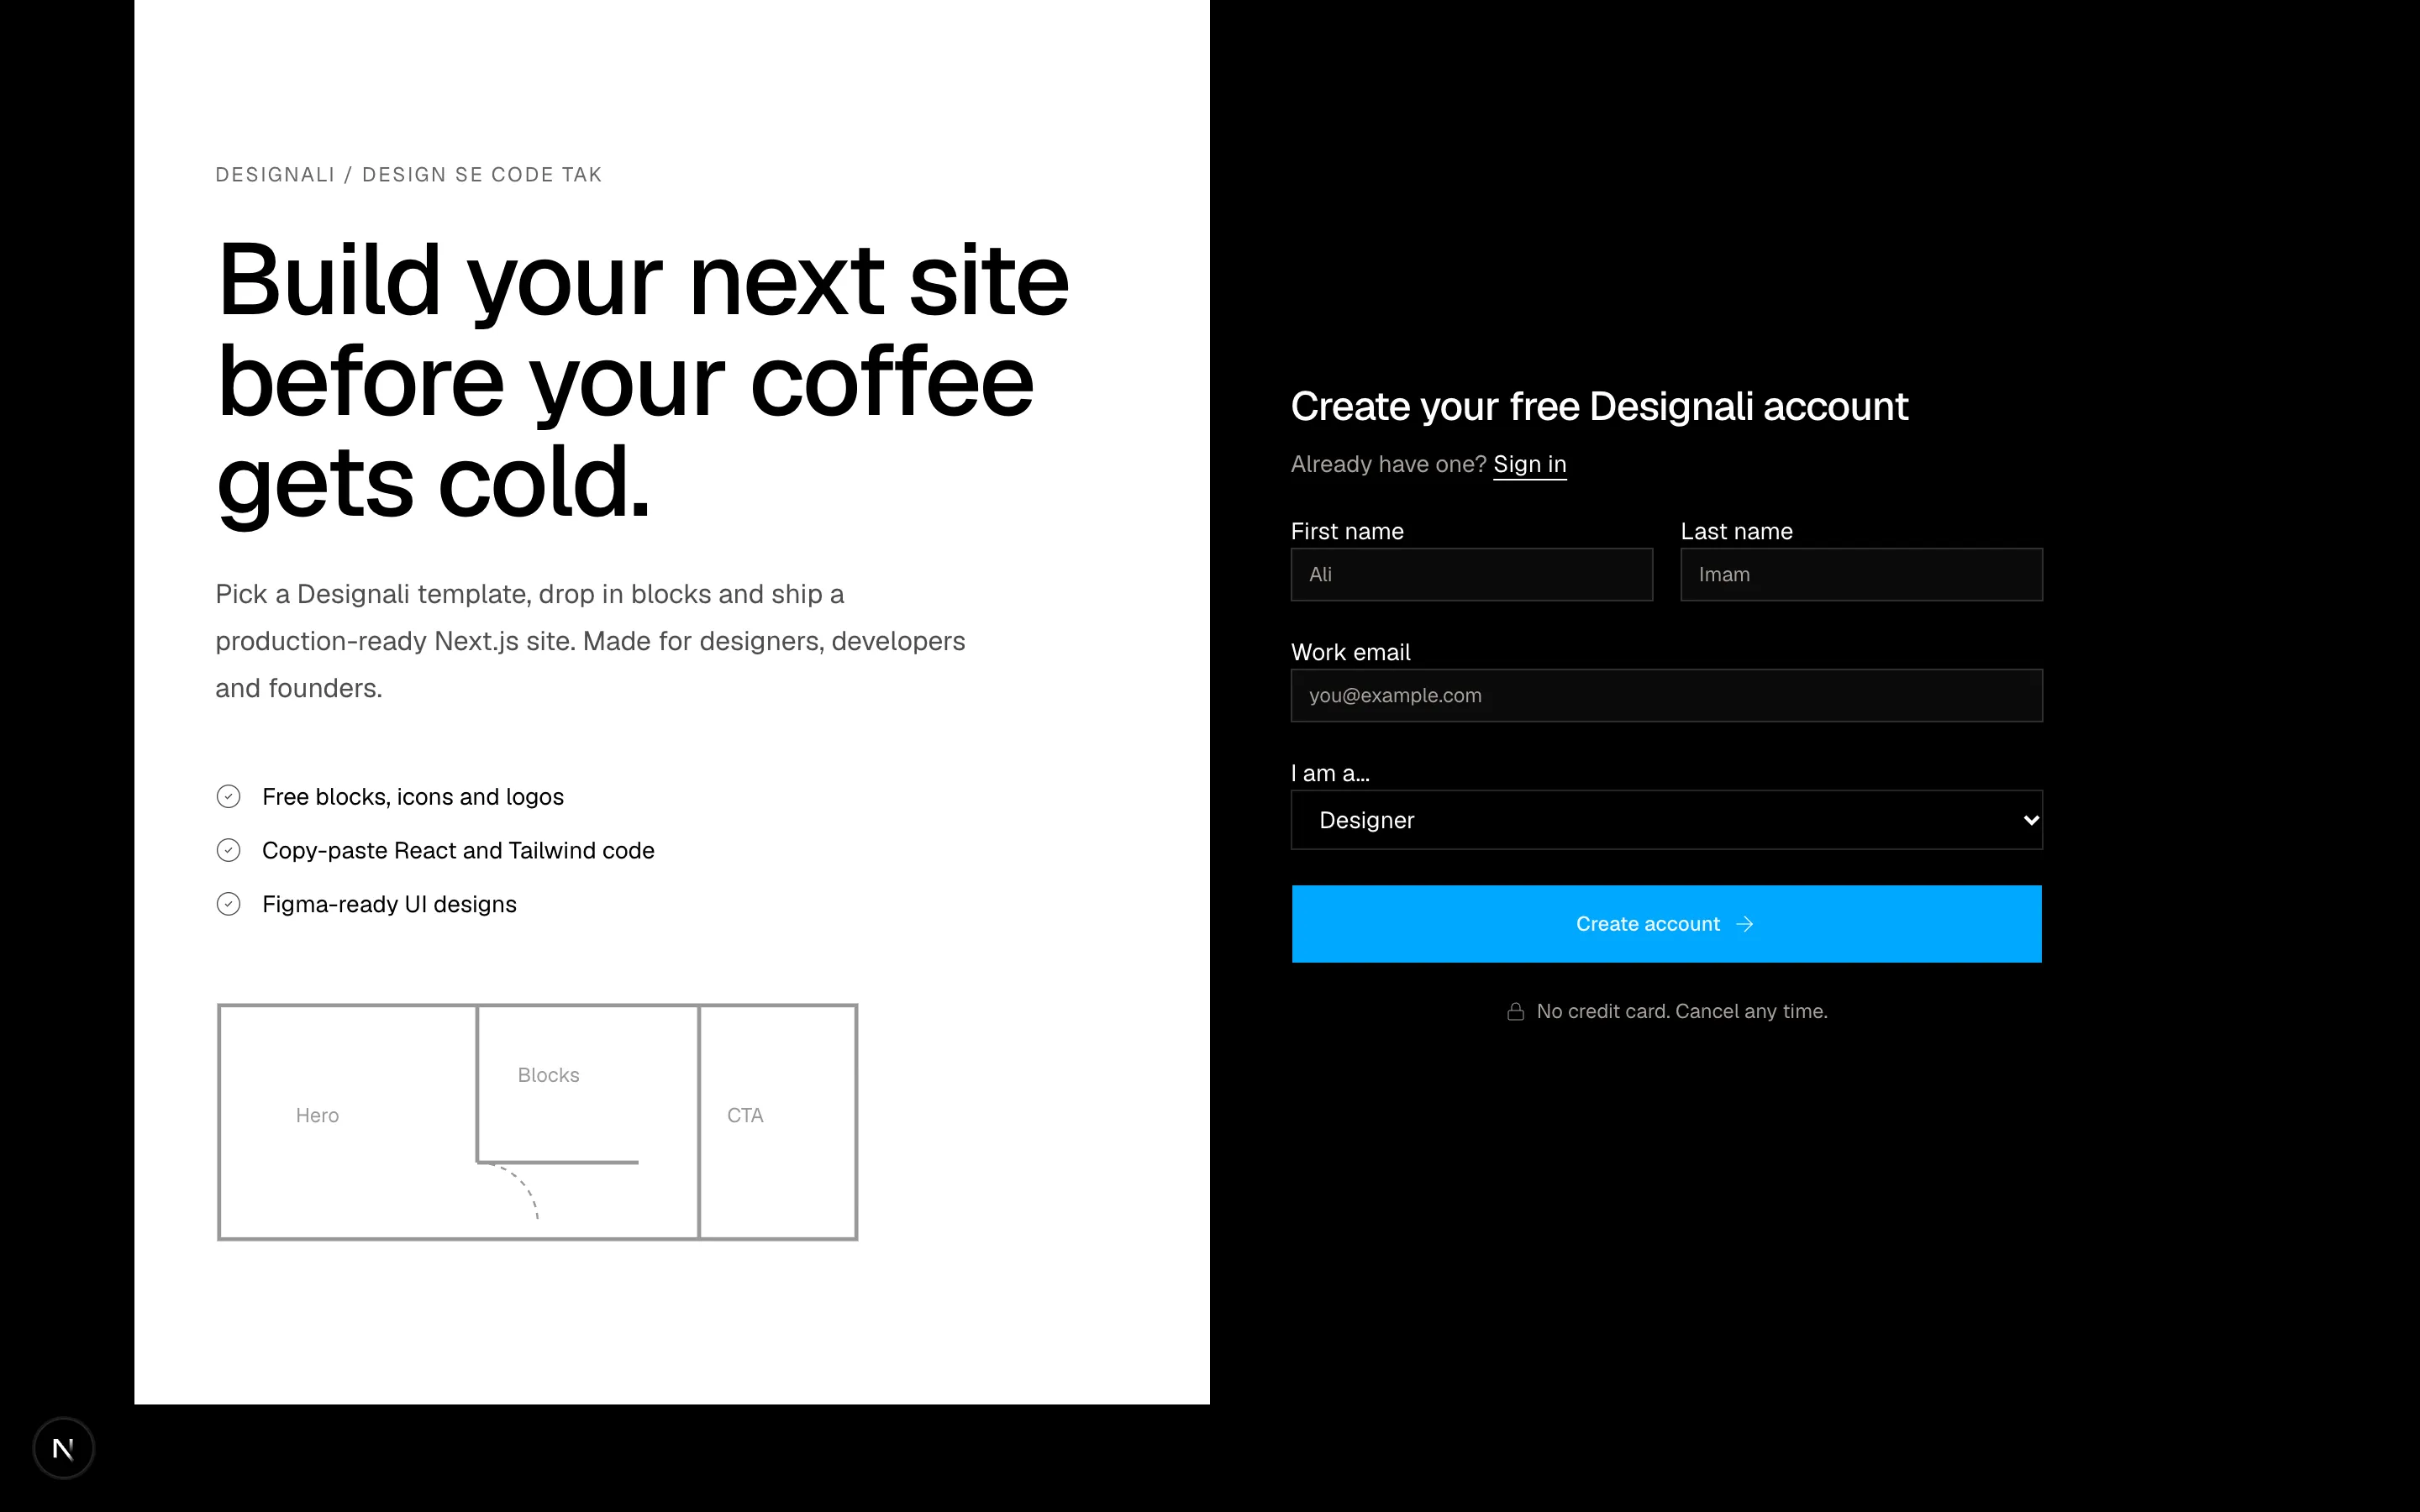 DESIGNALI / DESIGN SE CODE TAK
Build your next site
before your coffee
gets cold.
Pick a Designali template, drop in blocks and ship a
production-ready Next.js site. Made for designers, developers
and founders.
Free blocks, icons and logos
Copy-paste React and Tailwind code
Figma-ready UI designs
Hero
Blocks
CTA
Create your free Designali account
Already have one? Sign in
First name
Last name
Ali
Imam
Work email
you@example.com
I am a...
Designer
Create account
No credit card. Cancel any time.
N